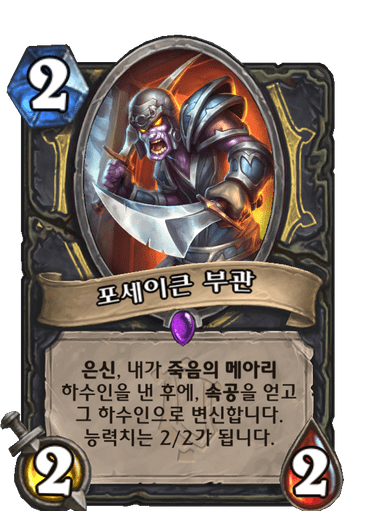 2
포세이큰 부관
은신, 내가 죽음의 메아리
하수인을 낸 후에, 속공을 얻고
그 하수인으로 변신합니다.
능력치는 2/2가 됩니다.
2
2